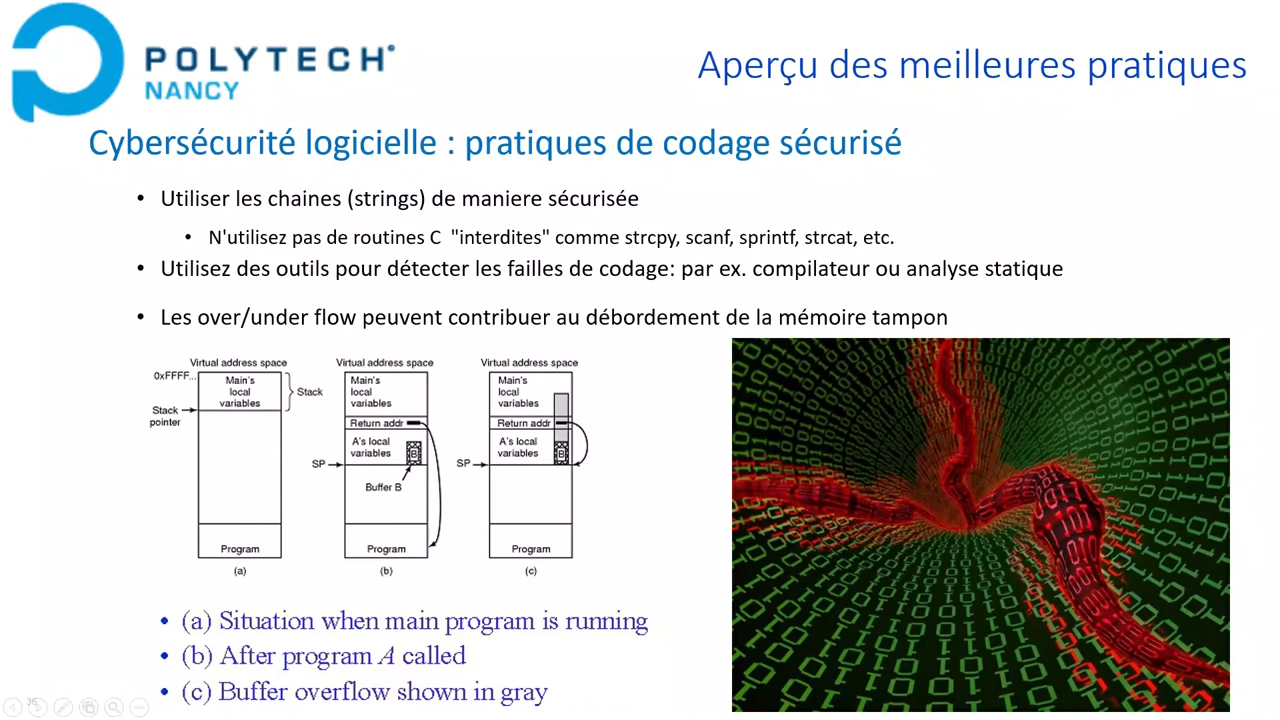 POLYTECH
NANCY
Aperçu des meilleures pratiques
Cybersécurité logicielle : pratiques de codage sécurisé
• Utiliser les chaines (strings) de maniere sécurisée
• N'utilisez pas de routines C "interdites" comme strcpy, scanf, sprintf, strcat, etc.
• Utilisez des outils pour détecter les failles de codage: par ex. compilateur ou analyse statique
• Les over/under flow peuvent contribuer au débordement de la mémoire tampon
Virtual address space
0xFFFF...
Main's
local
variables
Stack
Stack
pointer
Program
(a)
Virtual address space
Main's
local
variables
Return addr
A's local
variables
B
SP
Buffer B
Program
(b)
Virtual address space
Main's
local
variables
Return addr
A's local
variables
B
SP
Program
(c)
• (a) Situation when main program is running
• (b) After program A called
• (c) Buffer overflow shown in gray
36